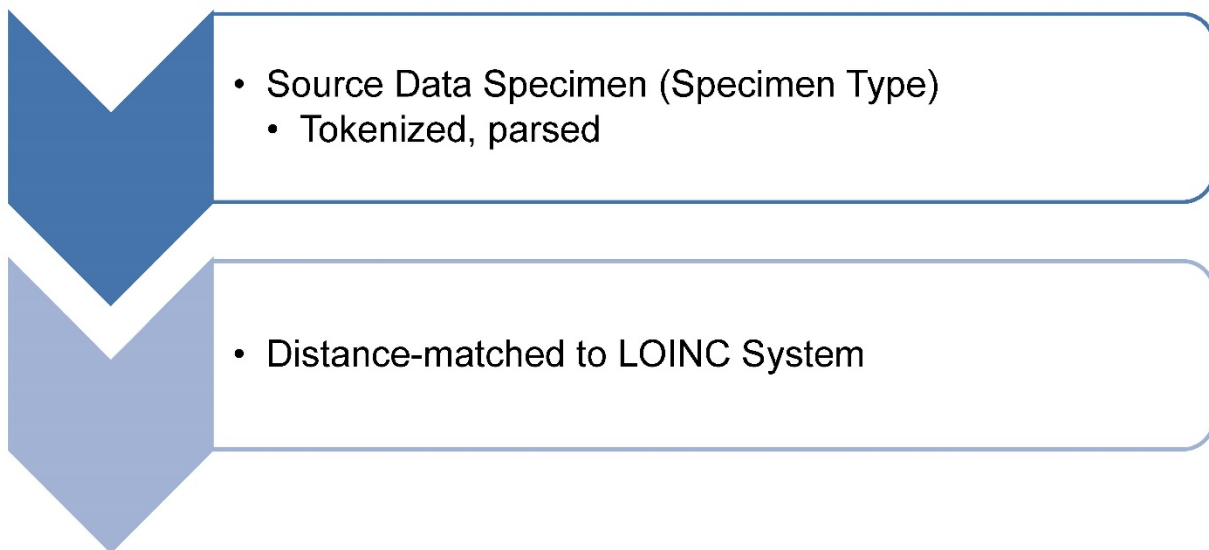 • Source Data Specimen (Specimen Type)
• Tokenized, parsed
• Distance-matched to LOINC System